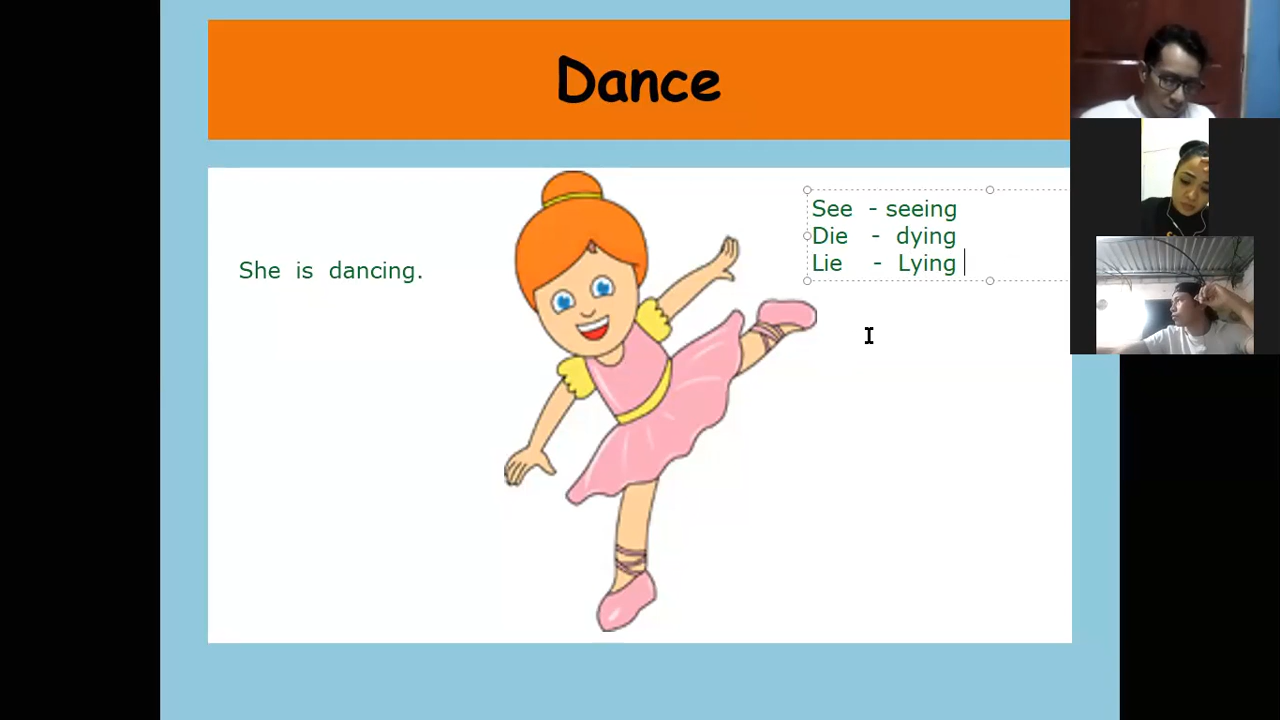 Dance
She is dancing.
See - seeing
Die - dying
Lie - Lying